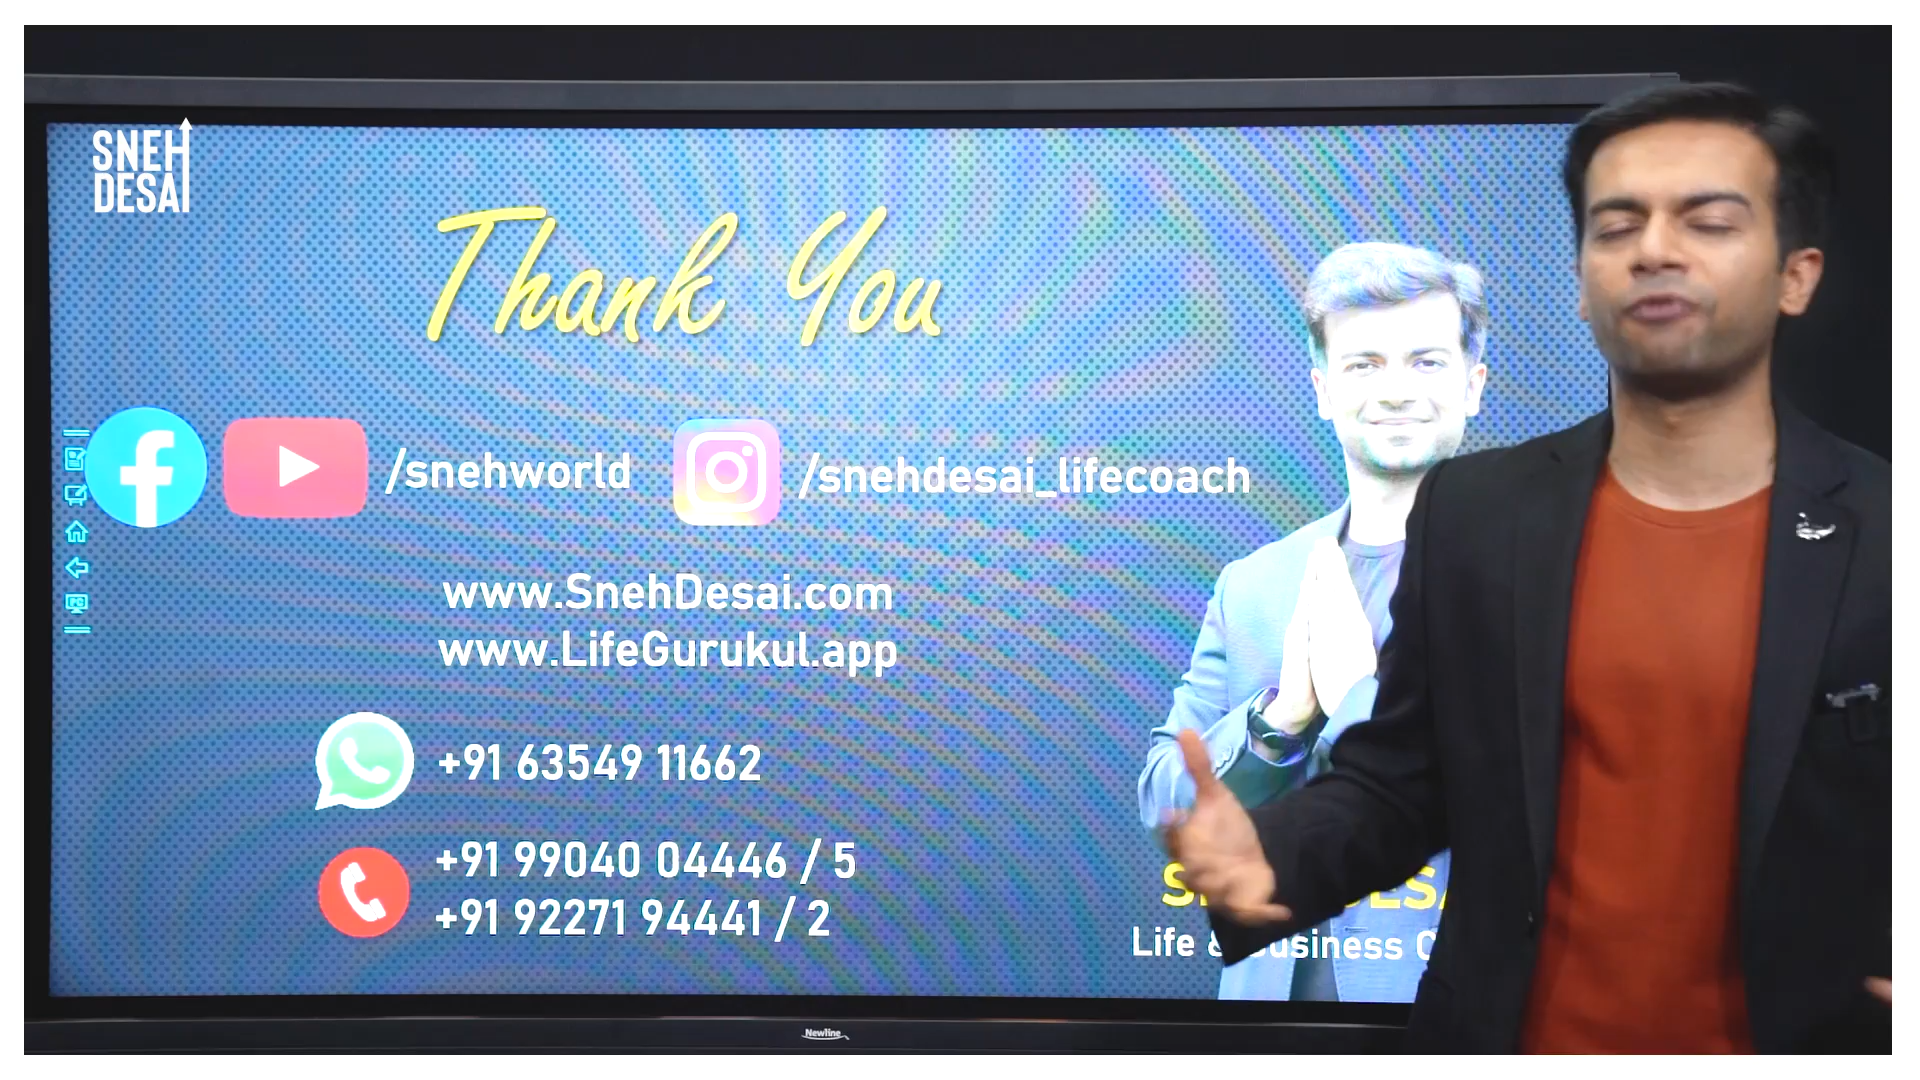 SNEH
DESAI
Thank You
/snehworld
/snehdesai_lifecoach
www.SnehDesai.com
www.LifeGurukul.app
+91 63549 11662
+91 99040 04446 / 5
+91 92271 94441 / 2
Life & Business
Newline